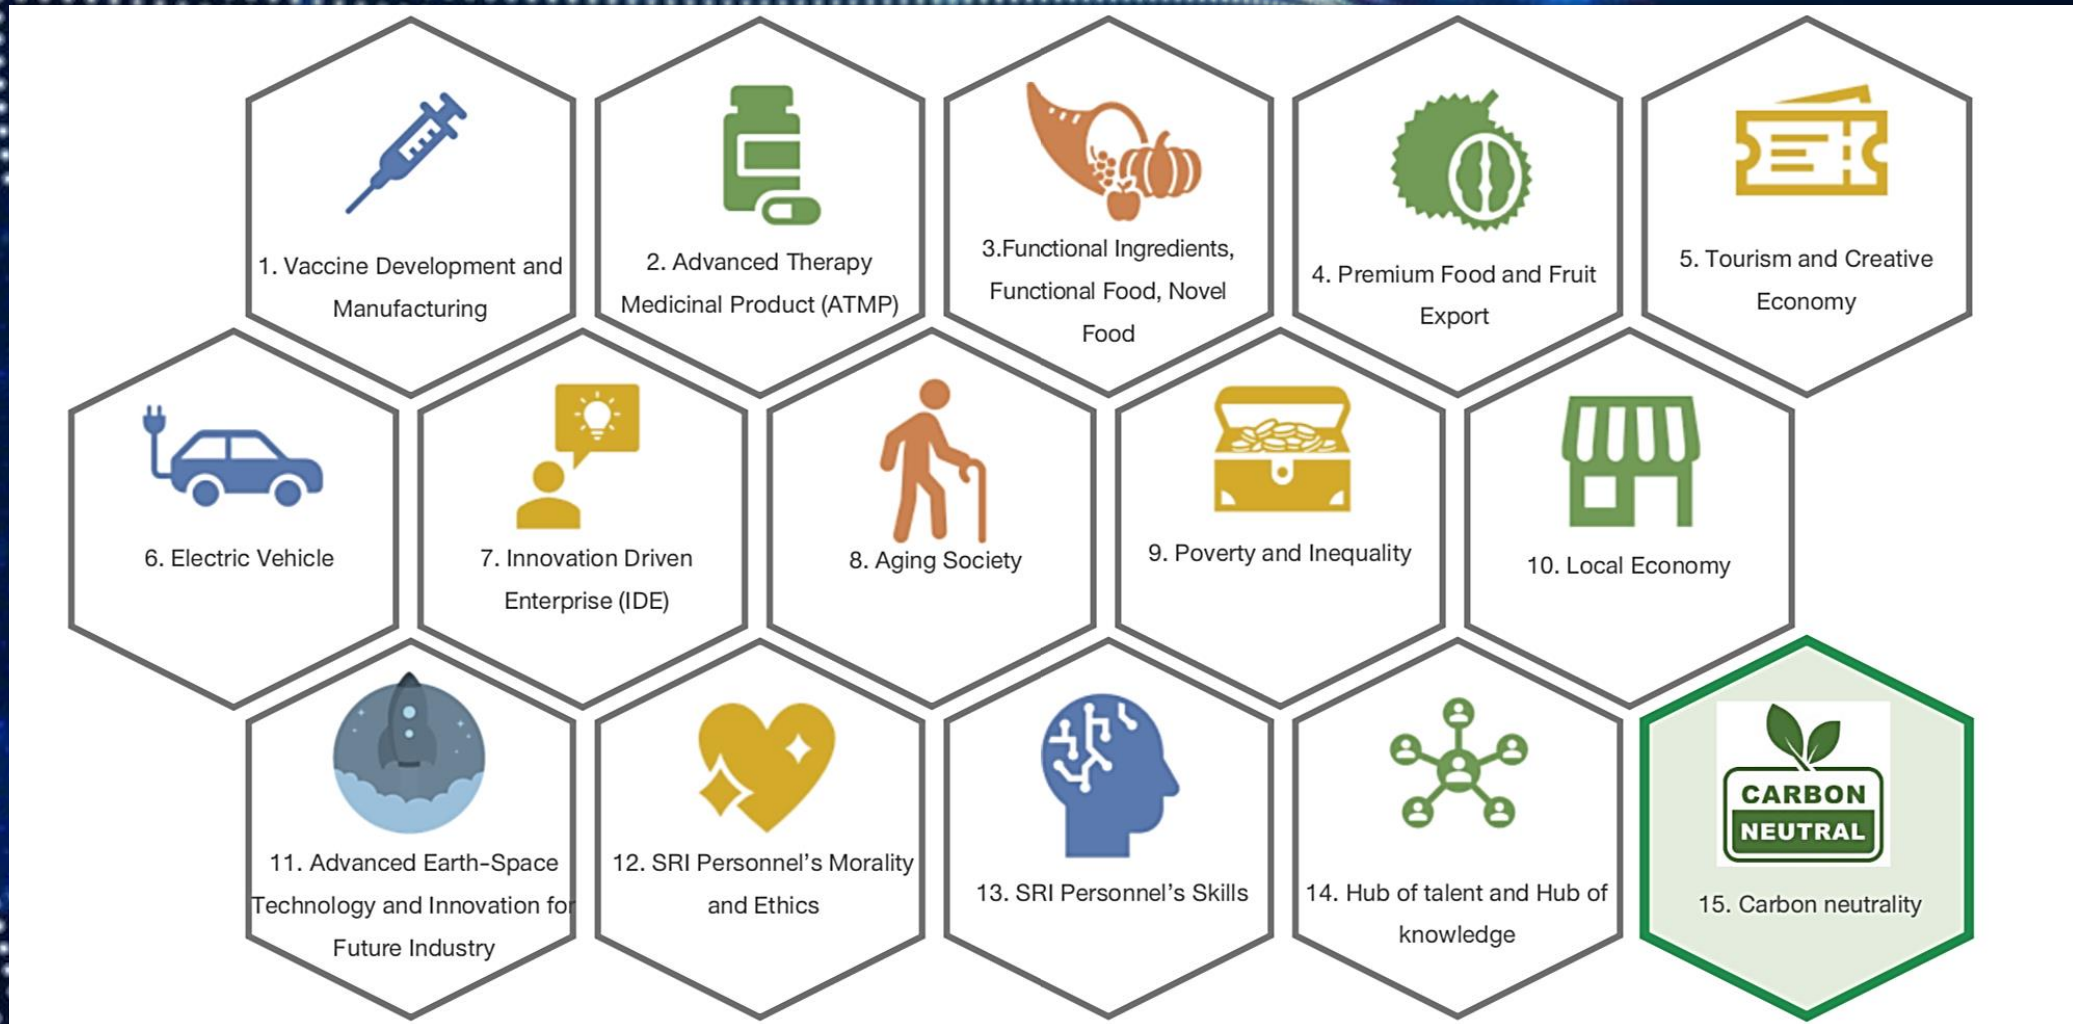 1. Vaccine Development and
Manufacturing
2. Advanced Therapy
Medicinal Product (ATMP)
3.Functional Ingredients,
Functional Food, Novel
Food
4. Premium Food and Fruit
Export
5. Tourism and Creative
Economy
6. Electric Vehicle
7. Innovation Driven
Enterprise (IDE)
8. Aging Society
9. Poverty and Inequality
10. Local Economy
11. Advanced Earth-Space
Technology and Innovation for
Future Industry
12. SRI Personnel’s Morality
and Ethics
13. SRI Personnel’s Skills
14. Hub of talent and Hub of
knowledge
CARBON
NEUTRAL
15. Carbon neutrality